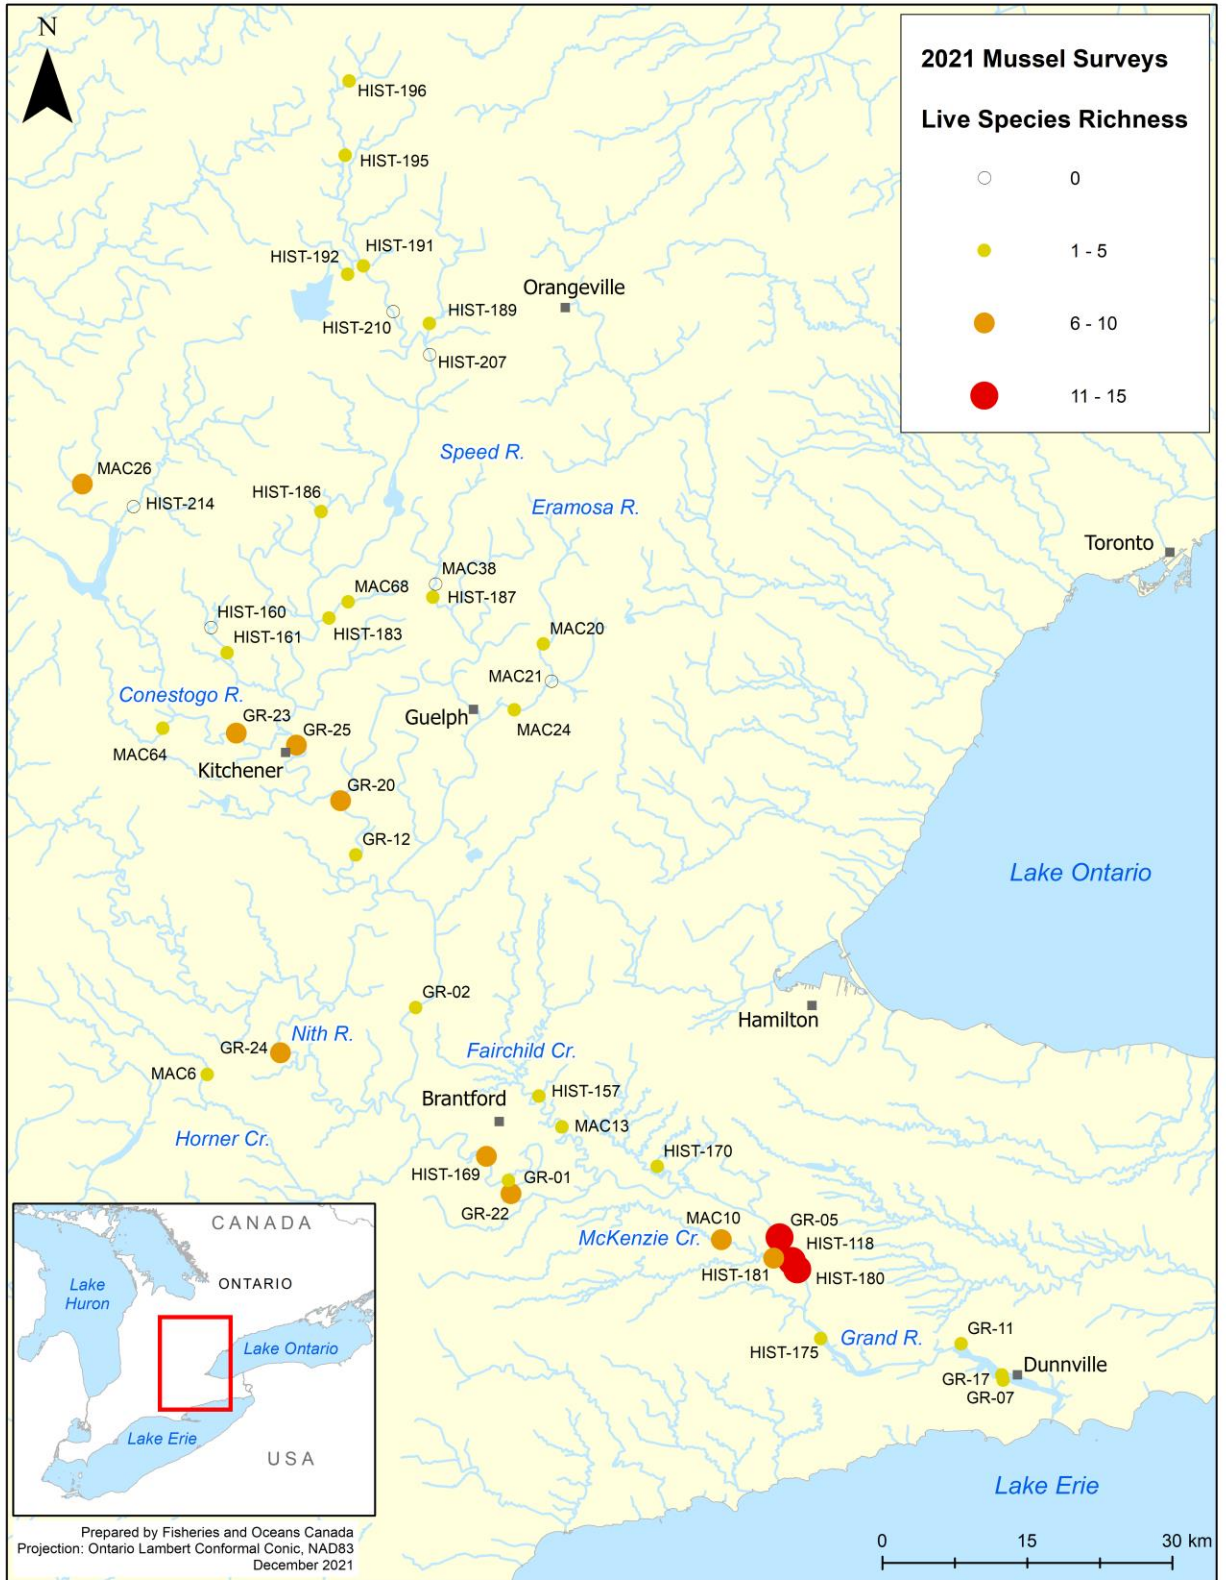 N
2021 Mussel Surveys
Live Species Richness
0
1 - 5
6 - 10
11 - 15
HIST-196
HIST-195
HIST-191
HIST-192
Orangeville
HIST-189
HIST-210
HIST-207
Speed R.
MAC26
HIST-186
HIST-214
Eramosa R.
Toronto
MAC38
HIST-187
MAC68
HIST-160
HIST-183
HIST-161
MAC20
MAC21
Conestogo R.
GR-23
Guelph
MAC24
GR-25
MAC64
Kitchener
GR-20
GR-12
Lake Ontario
GR-02
Hamilton
Nith R.
GR-24
Fairchild Cr.
MAC6
HIST-157
Brantford
MAC13
Horner Cr.
HIST-170
HIST-169
GR-01
GR-22
MAC10
GR-05
McKenzie Cr.
HIST-118
HIST-181
HIST-180
HIST-175
Grand R.
GR-11
Dunnville
GR-17
GR-07
Lake Erie
CANADA
ONTARIO
Lake
Huron
Lake Ontario
Lake Erie
USA
Prepared by Fisheries and Oceans Canada
Projection: Ontario Lambert Conformal Conic, NAD83
December 2021
0 15 30 km